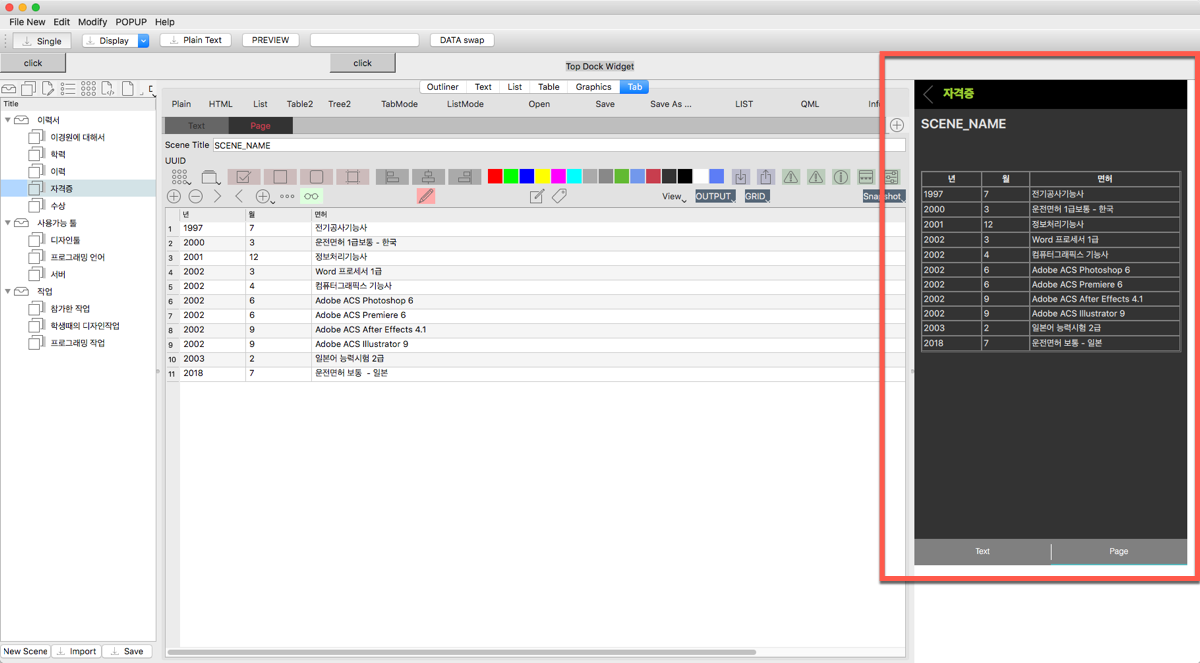 File New Edit Modify POPUP Help
Single Display Plain Text PREVIEW DATA swap
click click Top Dock Widget
Outliner Text List Table Graphics Tab
Title
이력서
이경원에 대해서
학력
이력
자격증
수상
사용가능 툴
디자인툴
프로그래밍 언어
서버
작업
참가한 작업
학생때의 디자인작업
프로그래밍 작업
New Scene Import Save
Plain HTML List Table2 Tree2 TabMode ListMode Open Save Save As ... LIST QML Inf
Text Page
Scene Title SCENE_NAME
UUID
View OUTPUT GRID Snapshot
년 월 면허
1 1997 7 전기공사기능사
2 2000 3 운전면허 1급보통 - 한국
3 2001 12 정보처리기능사
4 2002 3 Word 프로세서 1급
5 2002 4 컴퓨터그래픽스 기능사
6 2002 6 Adobe ACS Photoshop 6
7 2002 6 Adobe ACS Premiere 6
8 2002 9 Adobe ACS After Effects 4.1
9 2002 9 Adobe ACS Illustrator 9
10 2003 2 일본어 능력시험 2급
11 2018 7 운전면허 보통 - 일본
자격증
SCENE_NAME
년 월 면허
1997 7 전기공사기능사
2000 3 운전면허 1급보통 - 한국
2001 12 정보처리기능사
2002 3 Word 프로세서 1급
2002 4 컴퓨터그래픽스 기능사
2002 6 Adobe ACS Photoshop 6
2002 6 Adobe ACS Premiere 6
2002 9 Adobe ACS After Effects 4.1
2002 9 Adobe ACS Illustrator 9
2003 2 일본어 능력시험 2급
2018 7 운전면허 보통 - 일본
Text Page